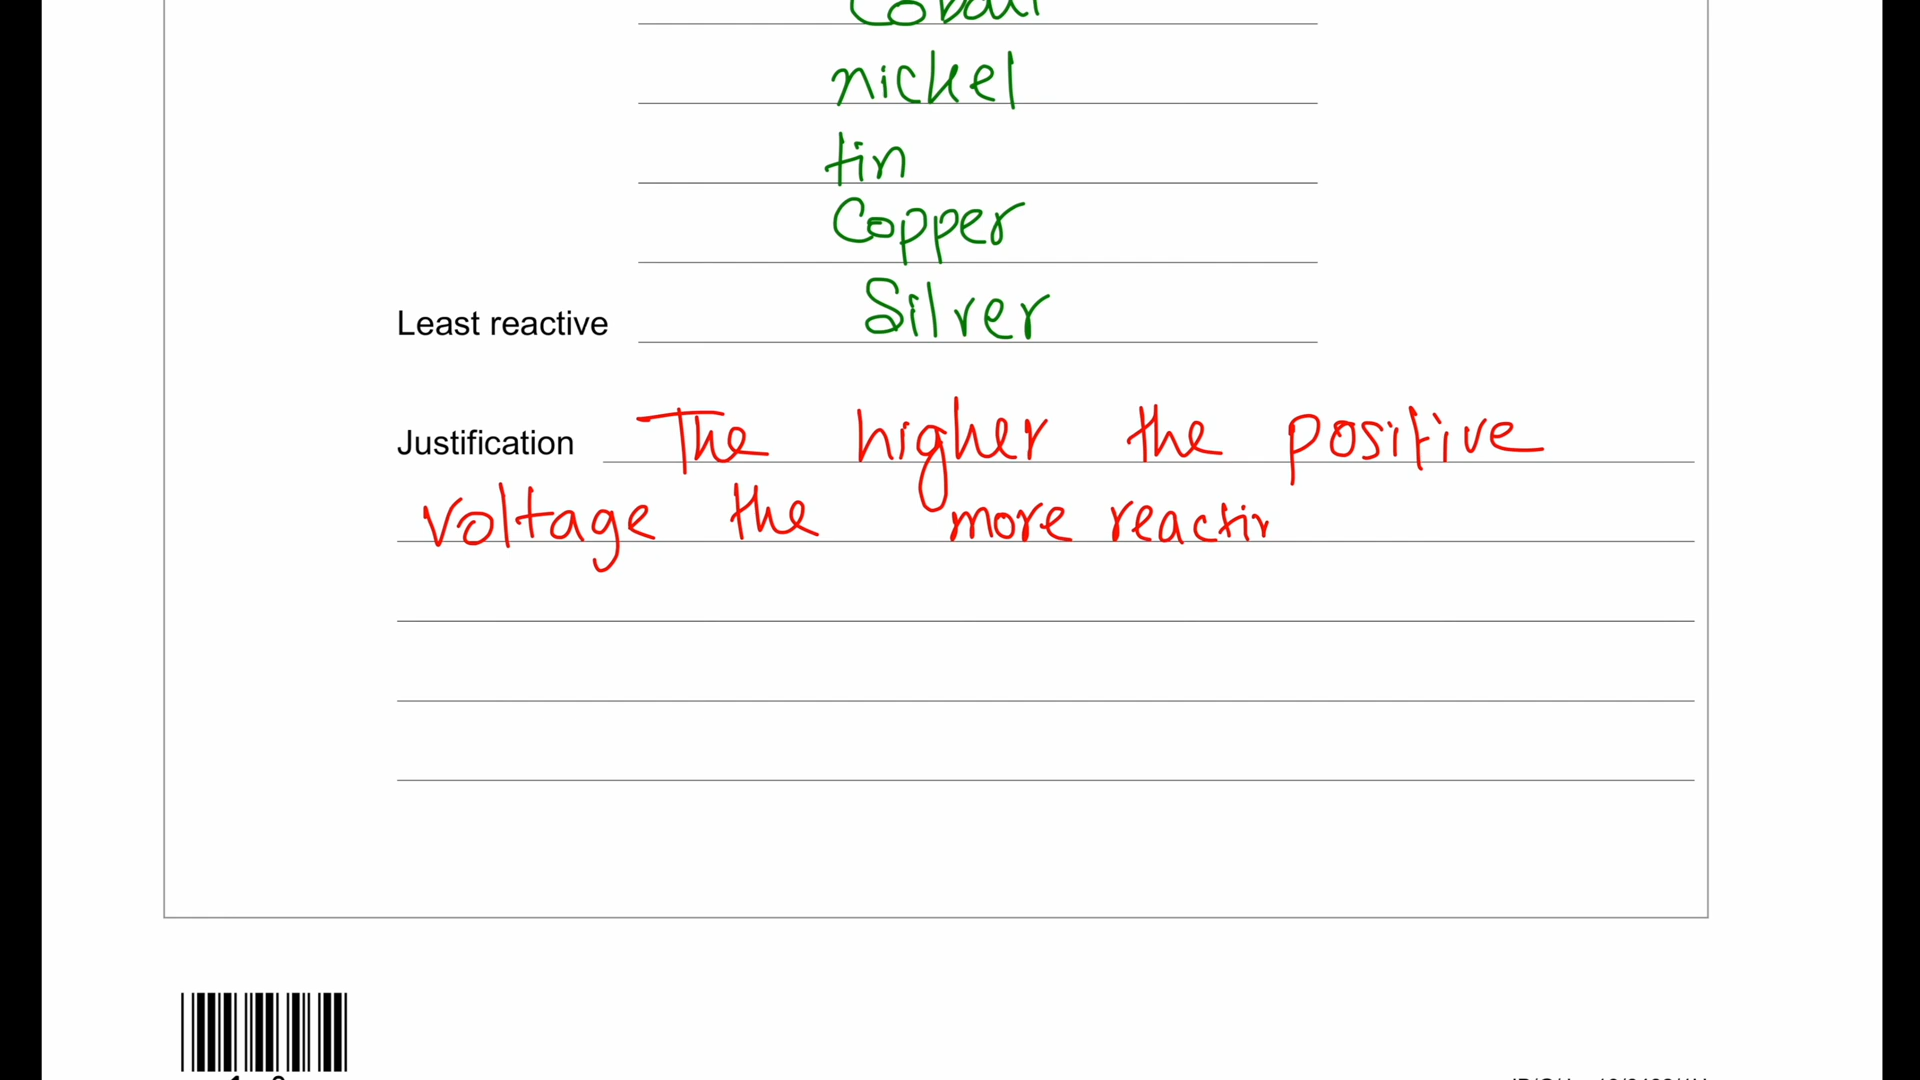 nickel
tin
Copper
Least reactive Silver
Justification The higher the positive
voltage the more reactiv